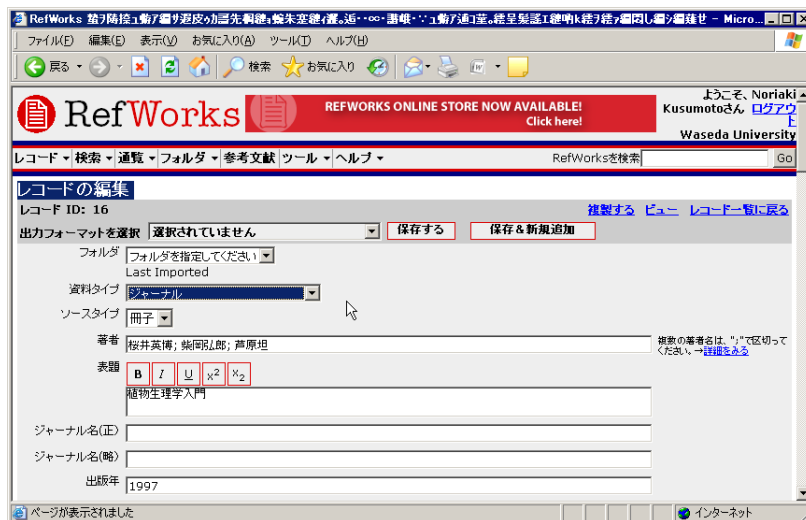 RefWorks
Micro...
ファイル(F) 編集(E) 表示(V) お気に入り(A) ツール(T) ヘルプ(H)
戻る 検索 お気に入り
RefWorks
REFWORKS ONLINE STORE NOW AVAILABLE!
Click here!
ようこそ、Noriaki
Kusumotoさん ログアウ
ト
Waseda University
レコード 検索 通覧 フォルダ 参考文献 ツール ヘルプ RefWorksを検索 Go
レコードの編集
レコード ID: 16 複製する ビュー レコード一覧に戻る
出力フォーマットを選択 選択されていません 保存する 保存&新規追加
フォルダ フォルダを指定してください
Last Imported
資料タイプ ジャーナル
ソースタイプ 冊子
著者 桜井英博; 柴岡弘郎; 芦原坦 複数の著者名は、";"で区切って
ください。→詳細をみる
表題 B I U x2 x2
植物生理学入門
ジャーナル名(正)
ジャーナル名(略)
出版年 1997
ページが表示されました インターネット